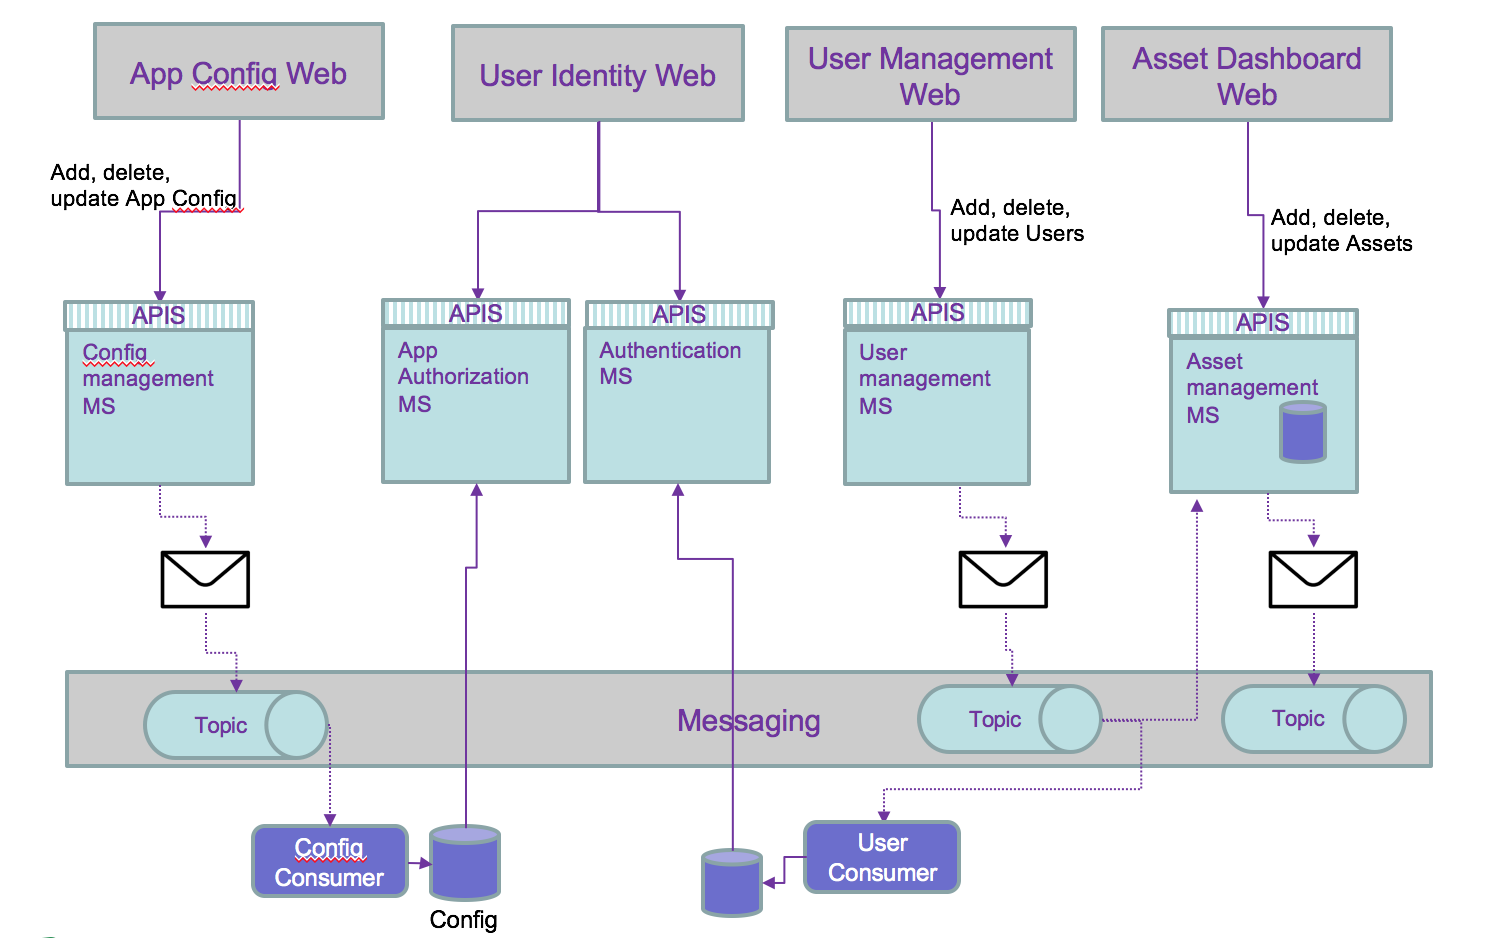 App Config Web
User Identity Web
User Management
Web
Asset Dashboard
Web
Add, delete,
update App Config
Add, delete,
update Users
Add, delete,
update Assets
APIS
Config
management
MS
APIS
App
Authorization
MS
APIS
Authentication
MS
APIS
User
management
MS
APIS
Asset
management
MS
Topic
Messaging
Topic
Topic
Config
Consumer
Config
User
Consumer